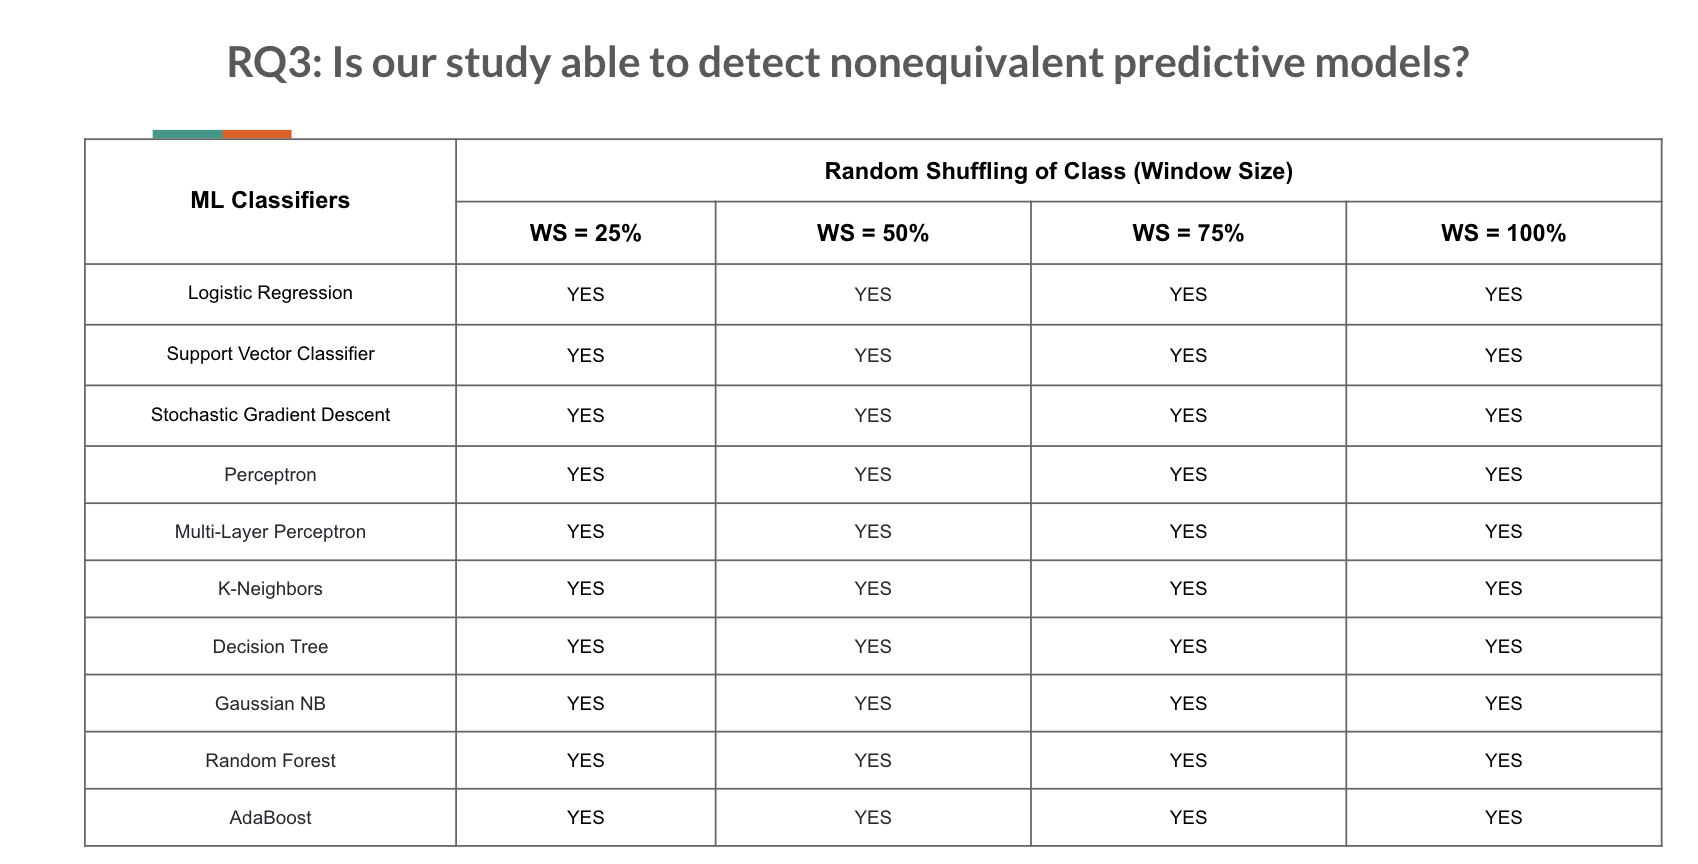 RQ3: Is our study able to detect nonequivalent predictive models?
ML Classifiers
Random Shuffling of Class (Window Size)
WS = 25% WS = 50% WS = 75% WS = 100%
Logistic Regression YES YES YES YES
Support Vector Classifier YES YES YES YES
Stochastic Gradient Descent YES YES YES YES
Perceptron YES YES YES YES
Multi-Layer Perceptron YES YES YES YES
K-Neighbors YES YES YES YES
Decision Tree YES YES YES YES
Gaussian NB YES YES YES YES
Random Forest YES YES YES YES
AdaBoost YES YES YES YES